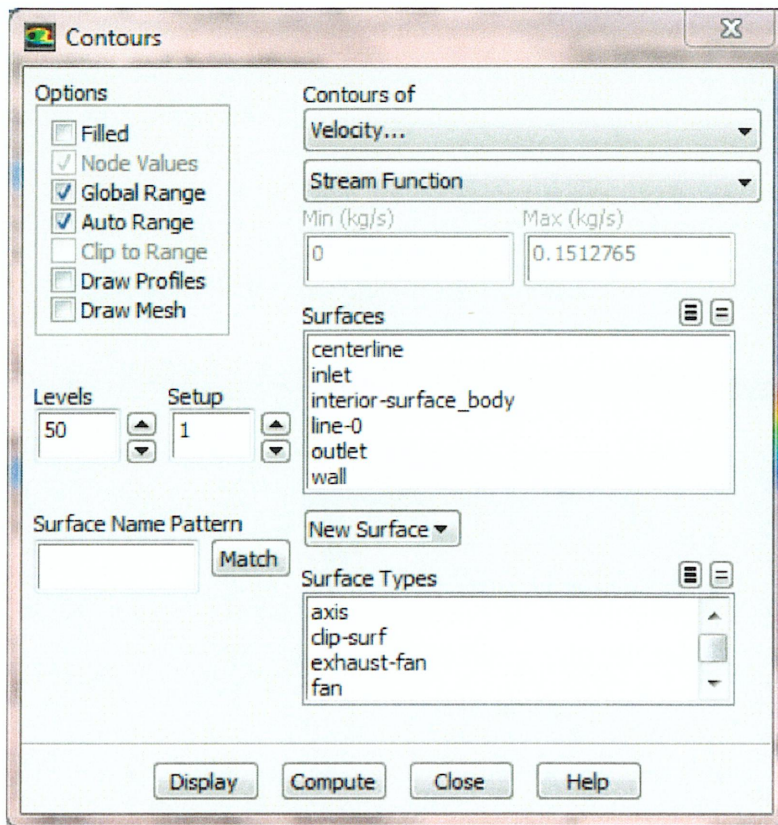 Contours
Options
Filled
Node Values
Global Range
Auto Range
Clip to Range
Draw Profiles
Draw Mesh
Levels
Setup
50
1
Surface Name Pattern
Match
Contours of
Velocity...
Stream Function
Min (kg/s)
Max (kg/s)
0
0.1512765
Surfaces
centerline
inlet
interior-surface_body
line-0
outlet
wall
New Surface
Surface Types
axis
clip-surf
exhaust-fan
fan
Display
Compute
Close
Help